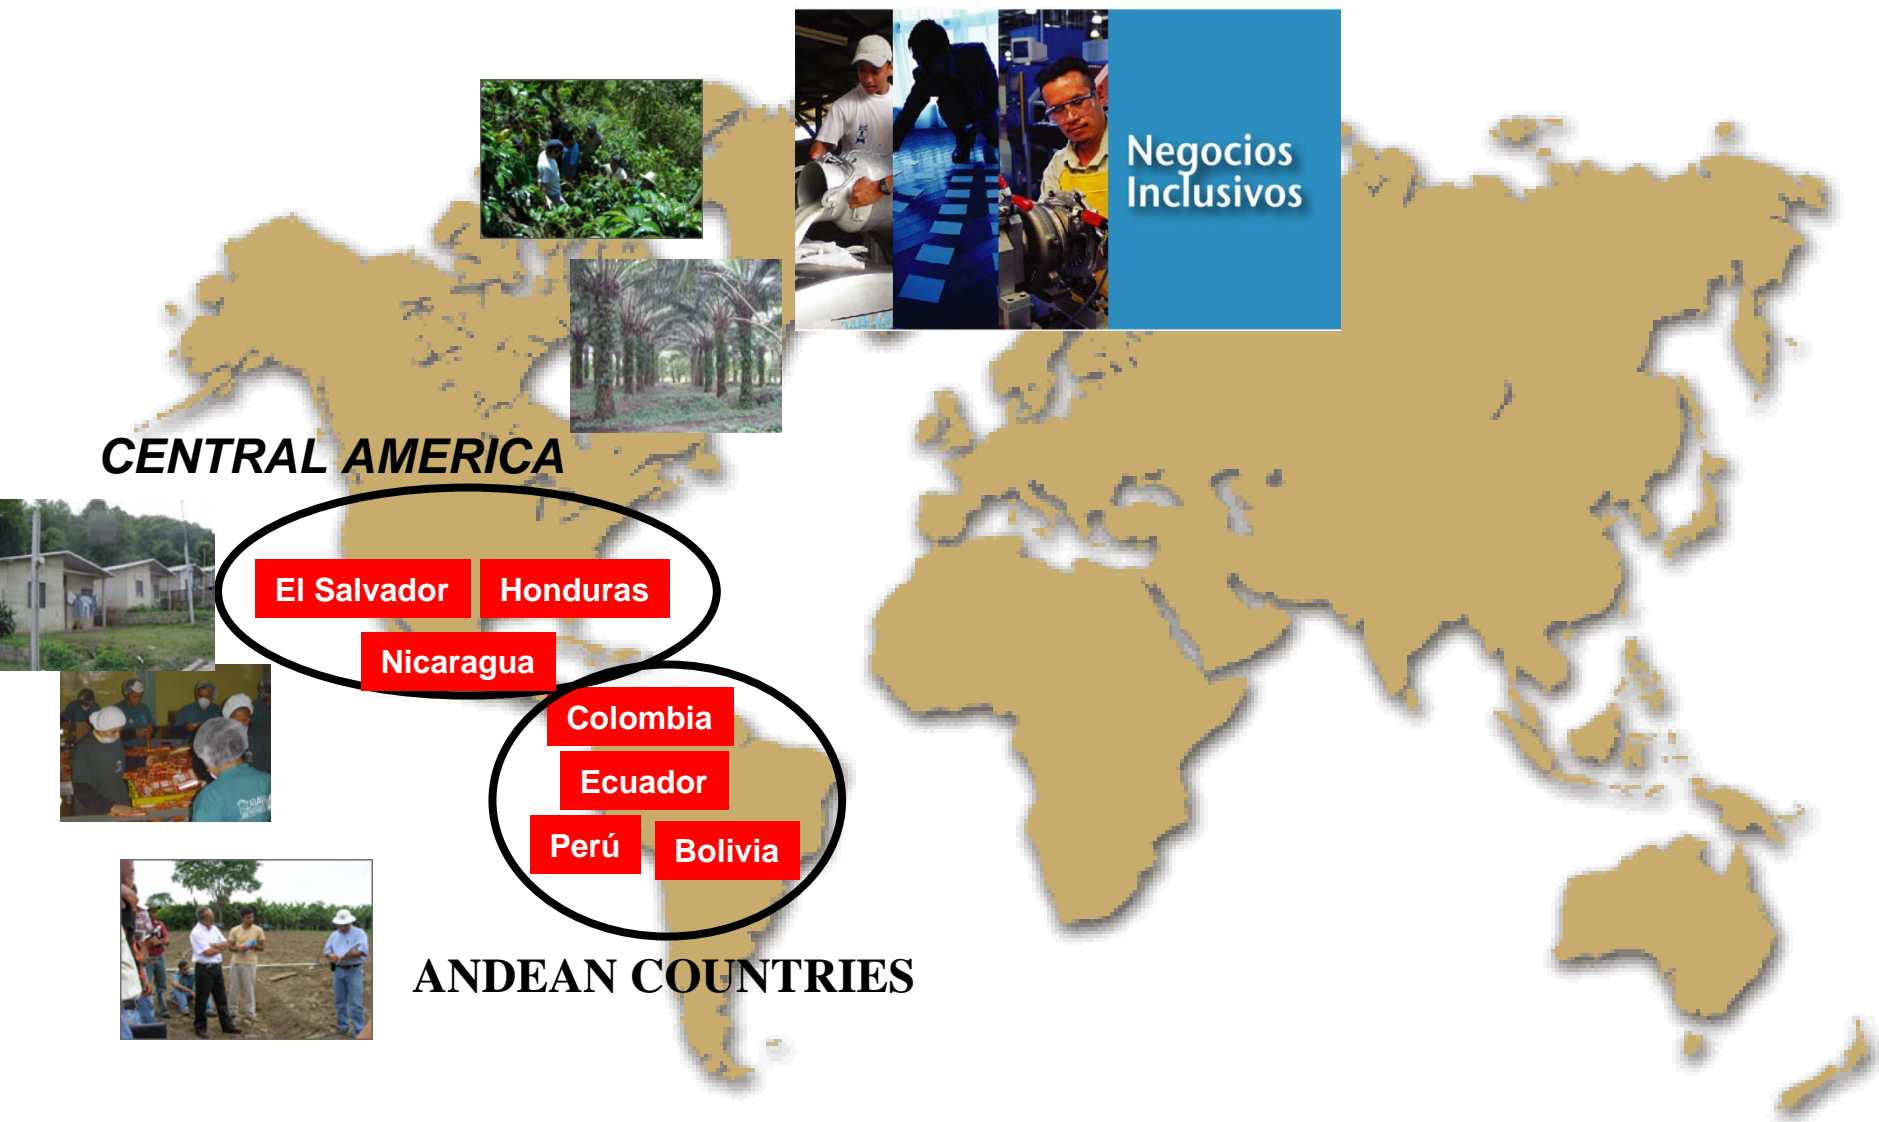 Negocios
Inclusivos
CENTRAL AMERICA
El Salvador
Honduras
Nicaragua
Colombia
Ecuador
Perú
Bolivia
ANDEAN COUNTRIES